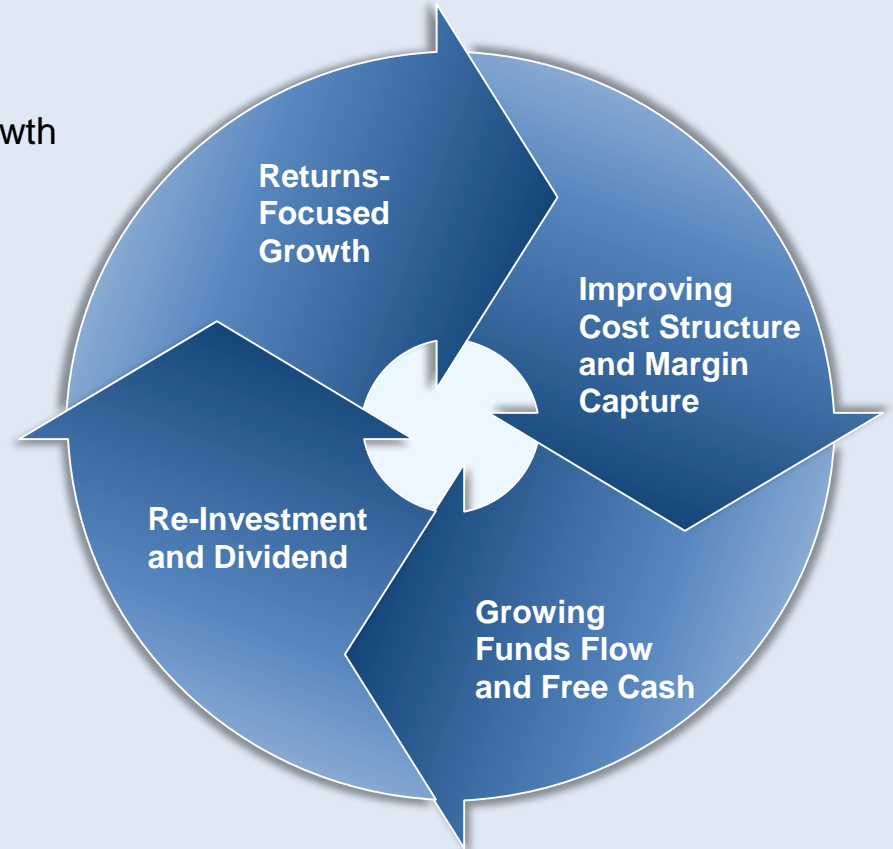 wth
Returns-
Focused
Growth
Improving
Cost Structure
and Margin
Capture
Re-Investment
and Dividend
Growing
Funds Flow
and Free Cash